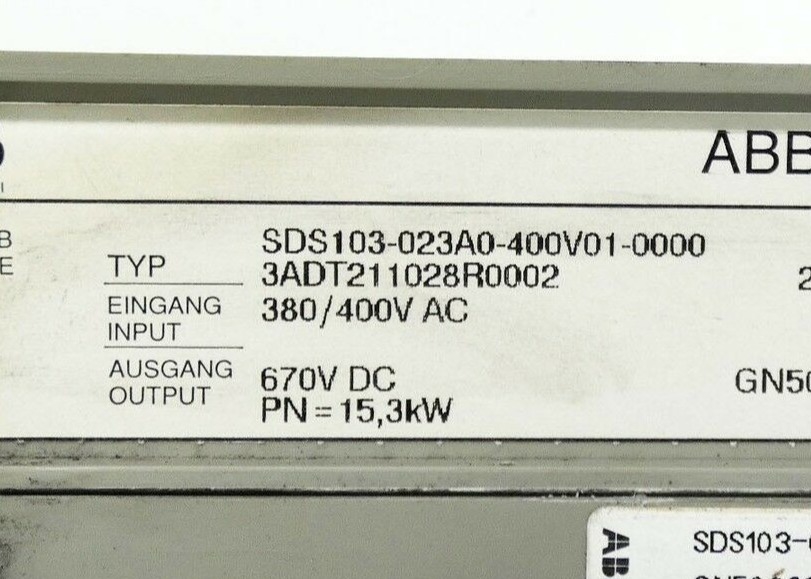 ABB
SDS103-023A0-400V01-0000
TYP
3ADT211028R0002
EINGANG
INPUT
380/400V AC
AUSGANG
OUTPUT
670V DC
PN = 15,3kW
GN50
SDS103-